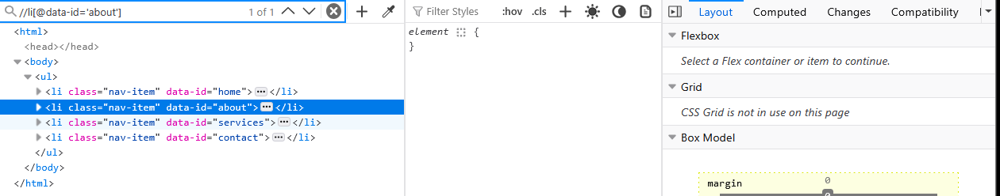 //li[@data-id='about'] 1 of 1
<html>
<head></head>
<body>
<ul>
<li class="nav-item" data-id="home"></li>
<li class="nav-item" data-id="about"></li>
<li class="nav-item" data-id="services"></li>
<li class="nav-item" data-id="contact"></li>
</ul>
</body>
</html>
Filter Styles :hov .cls
element {
}
Layout Computed Changes Compatibility
Flexbox
Select a Flex container or item to continue.
Grid
CSS Grid is not in use on this page
Box Model
margin 0